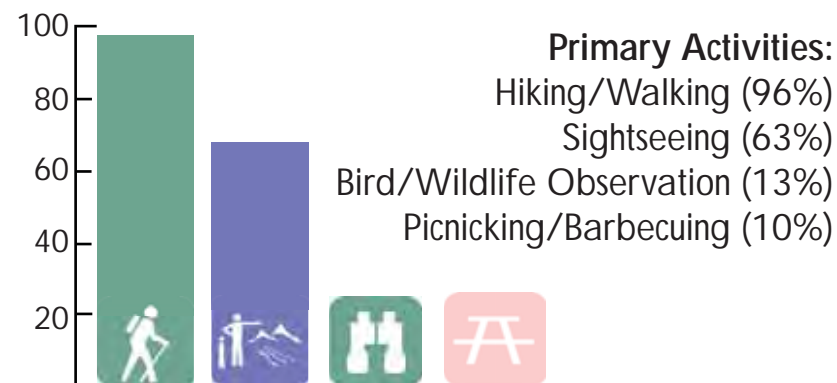 100
80
60
40
20
Primary Activities:
Hiking/Walking (96%)
Sightseeing (63%)
Bird/Wildlife Observation (13%)
Picnicking/Barbecuing (10%)